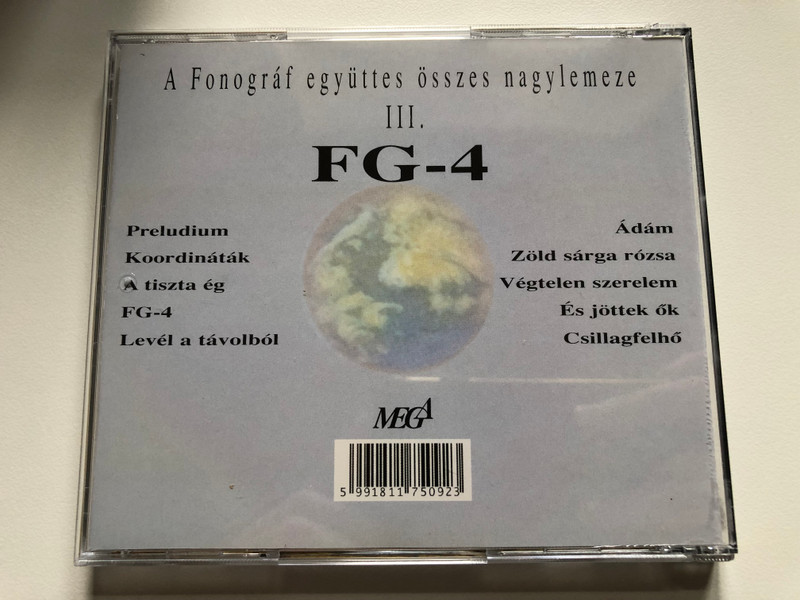 A Fonográf együttes összes nagylemeze
III.
FG-4
Preludium
Koordináták
A tiszta ég
FG-4
Levél a távolból
Ádám
Zöld sárga rózsa
Végtelen szerelem
És jöttek ők
Csillagfelhő
MEGA
5 991811 750923